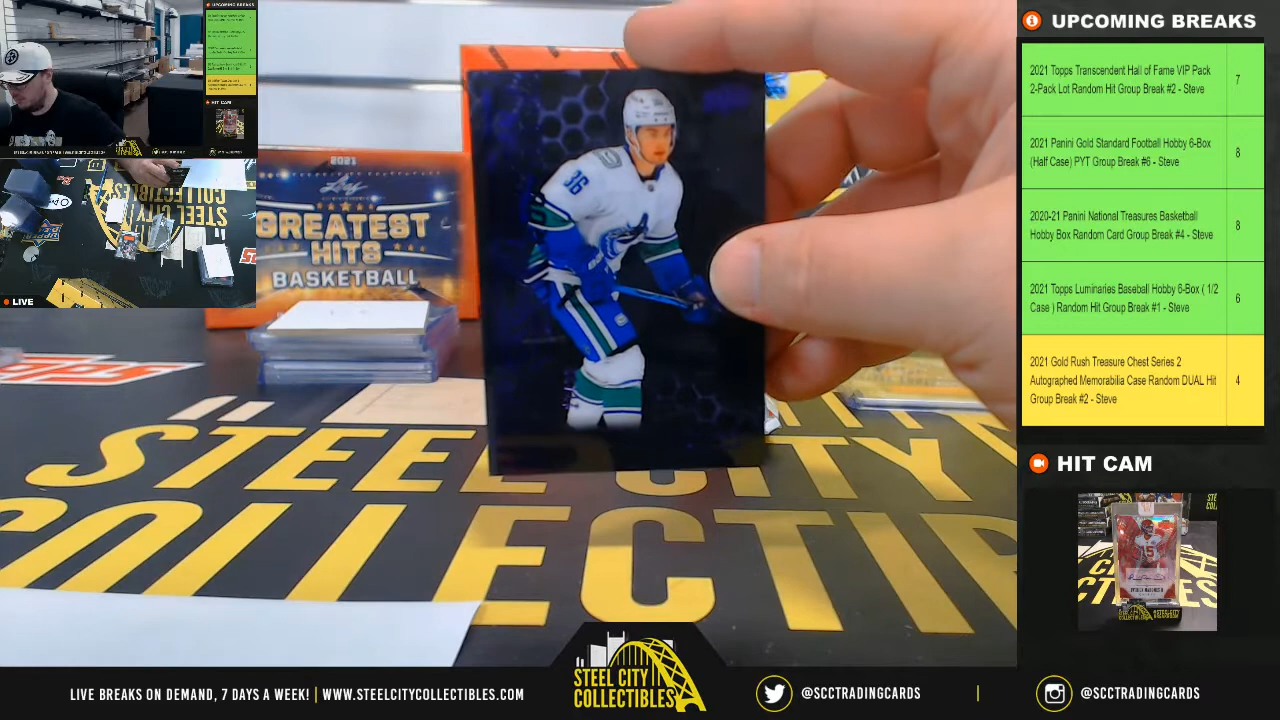 UPCOMING BREAKS
2021 Topps Transcendent Hall of Fame VIP Pack
2-Pack Lot Random Hit Group Break #2 - Steve
7
2021 Panini Gold Standard Football Hobby 6-Box
(Half Case) PYT Group Break #6 - Steve
8
2020-21 Panini National Treasures Basketball
Hobby Box Random Card Group Break #4 - Steve
8
2021 Topps Luminaries Baseball Hobby 6-Box ( 1/2
Case ) Random Hit Group Break #1 - Steve
6
2021 Gold Rush Treasure Chest Series 2
Autographed Memorabilia Case Random DUAL Hit
Group Break #2 - Steve
4
HIT CAM
LIVE
2021
Leaf
GREATEST
HITS
BASKETBALL
36
STEEL CITY
COLLECTIB
15
LIVE BREAKS ON DEMAND, 7 DAYS A WEEK! | WWW.STEELCITYCOLLECTIBLES.COM
STEEL CITY
COLLECTIBLES
@SCCTRADINGCARDS
|
@SCCTRADINGCARDS